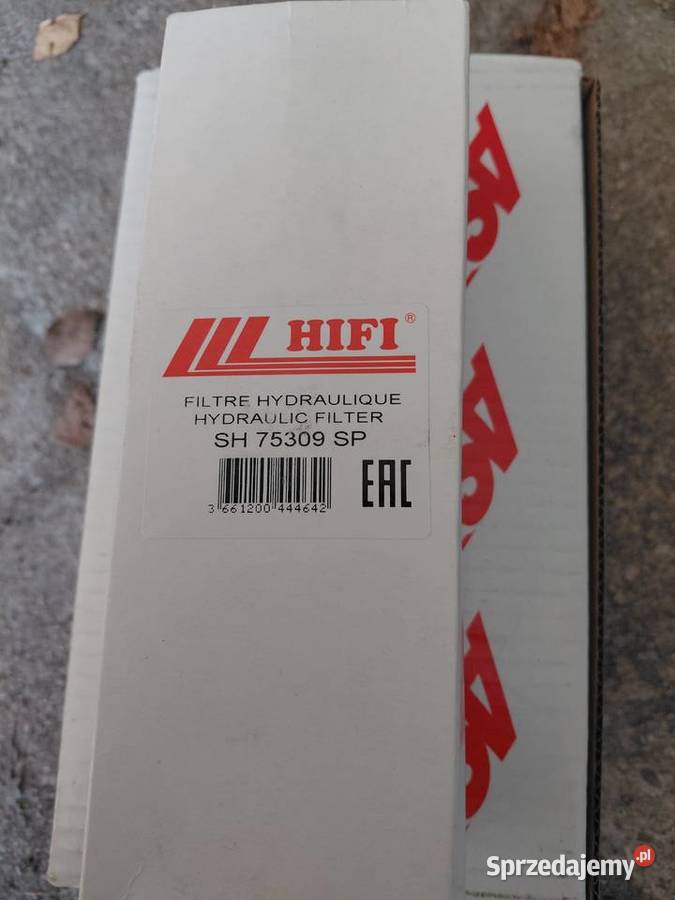 HIFI®
FILTRE HYDRAULIQUE
HYDRAULIC FILTER
SH 75309 SP
3 661200 444642
EAC
Sprzedajemy.pl